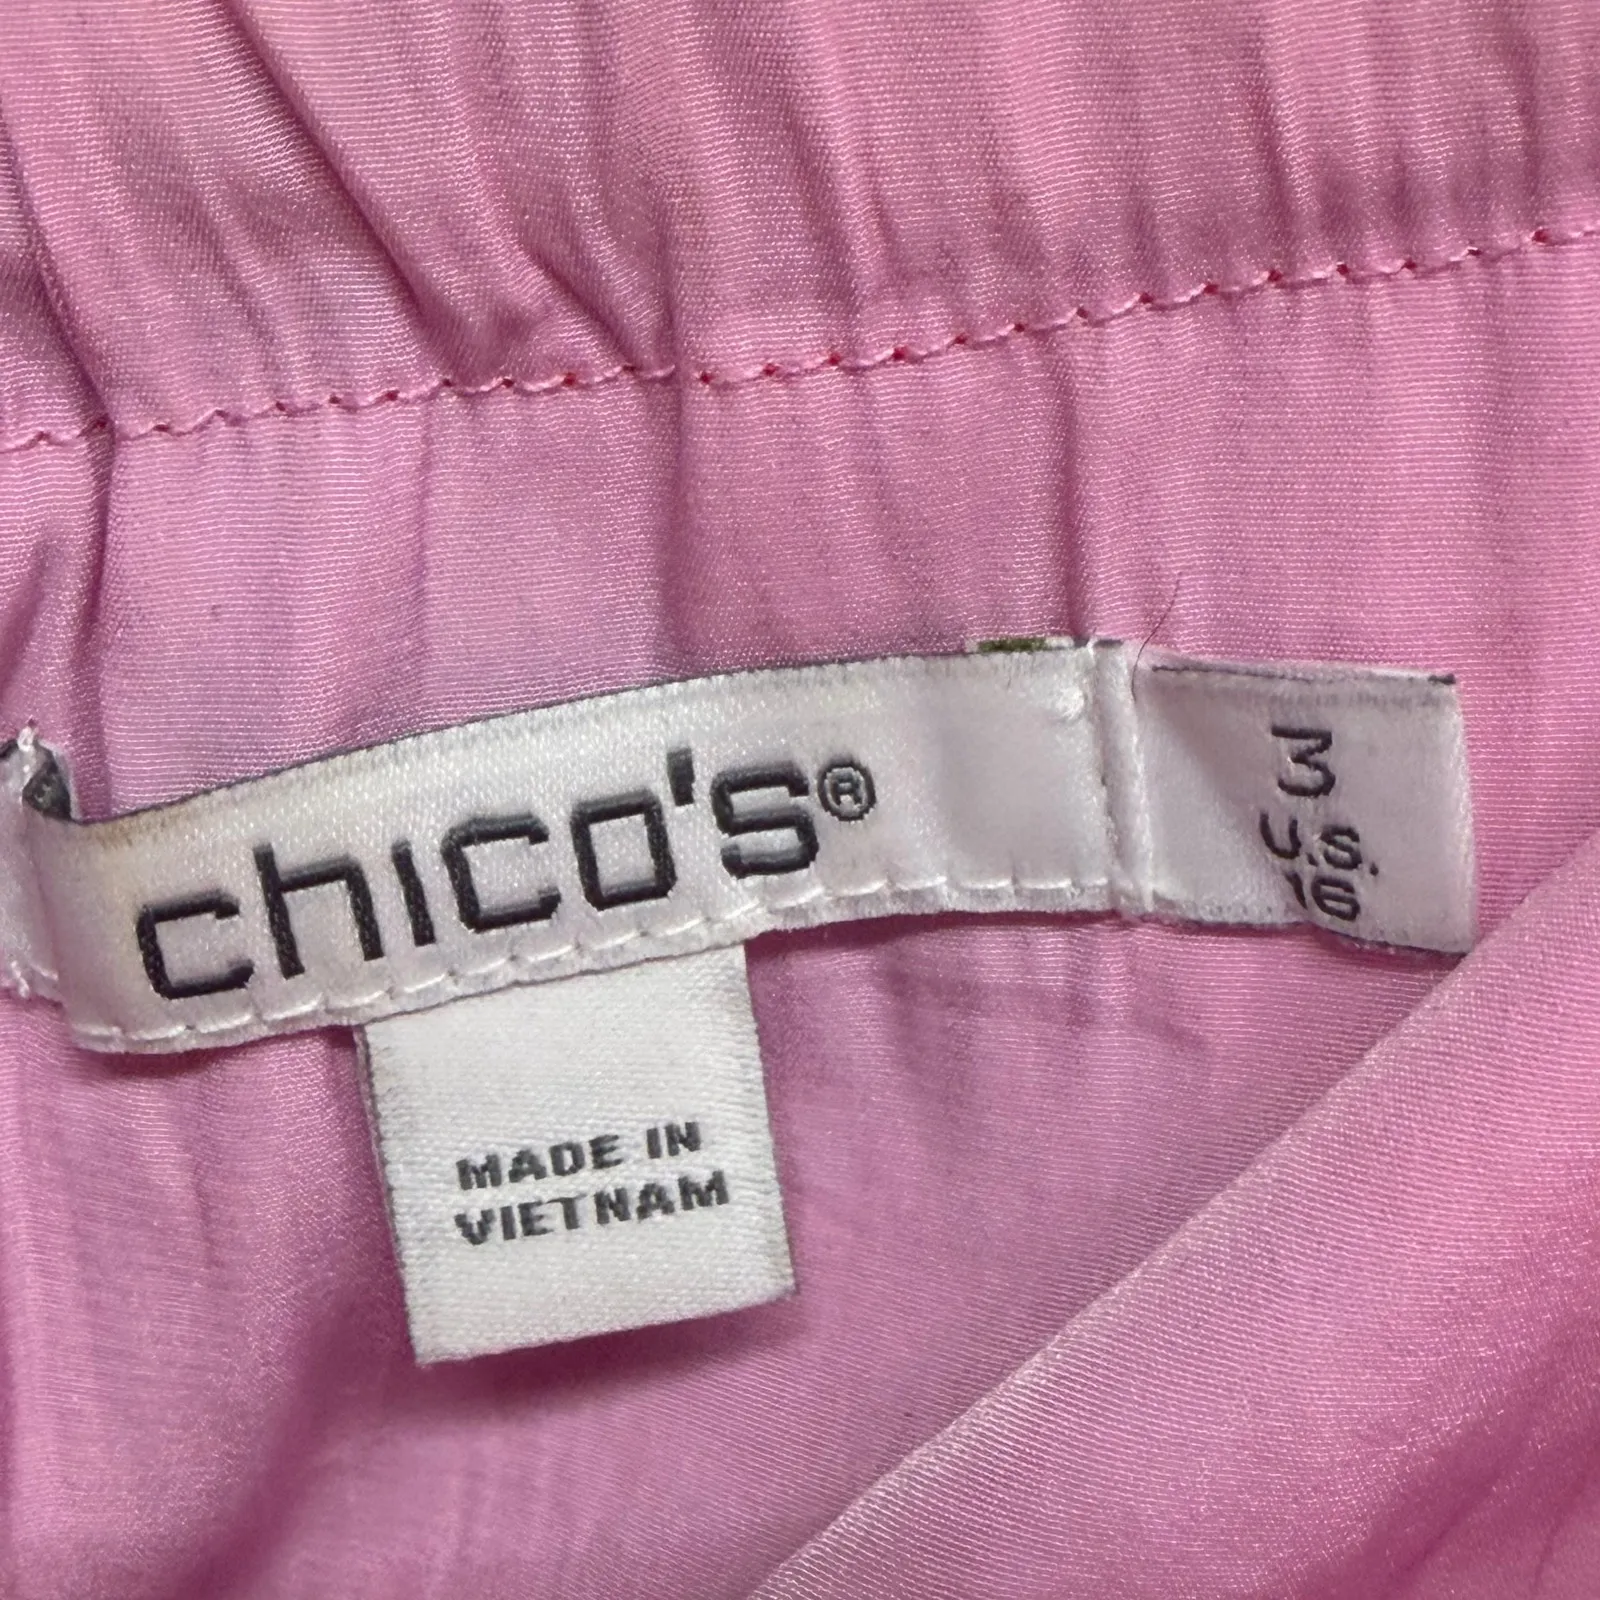 chico's®
3
U.S.
16
MADE IN
VIETNAM